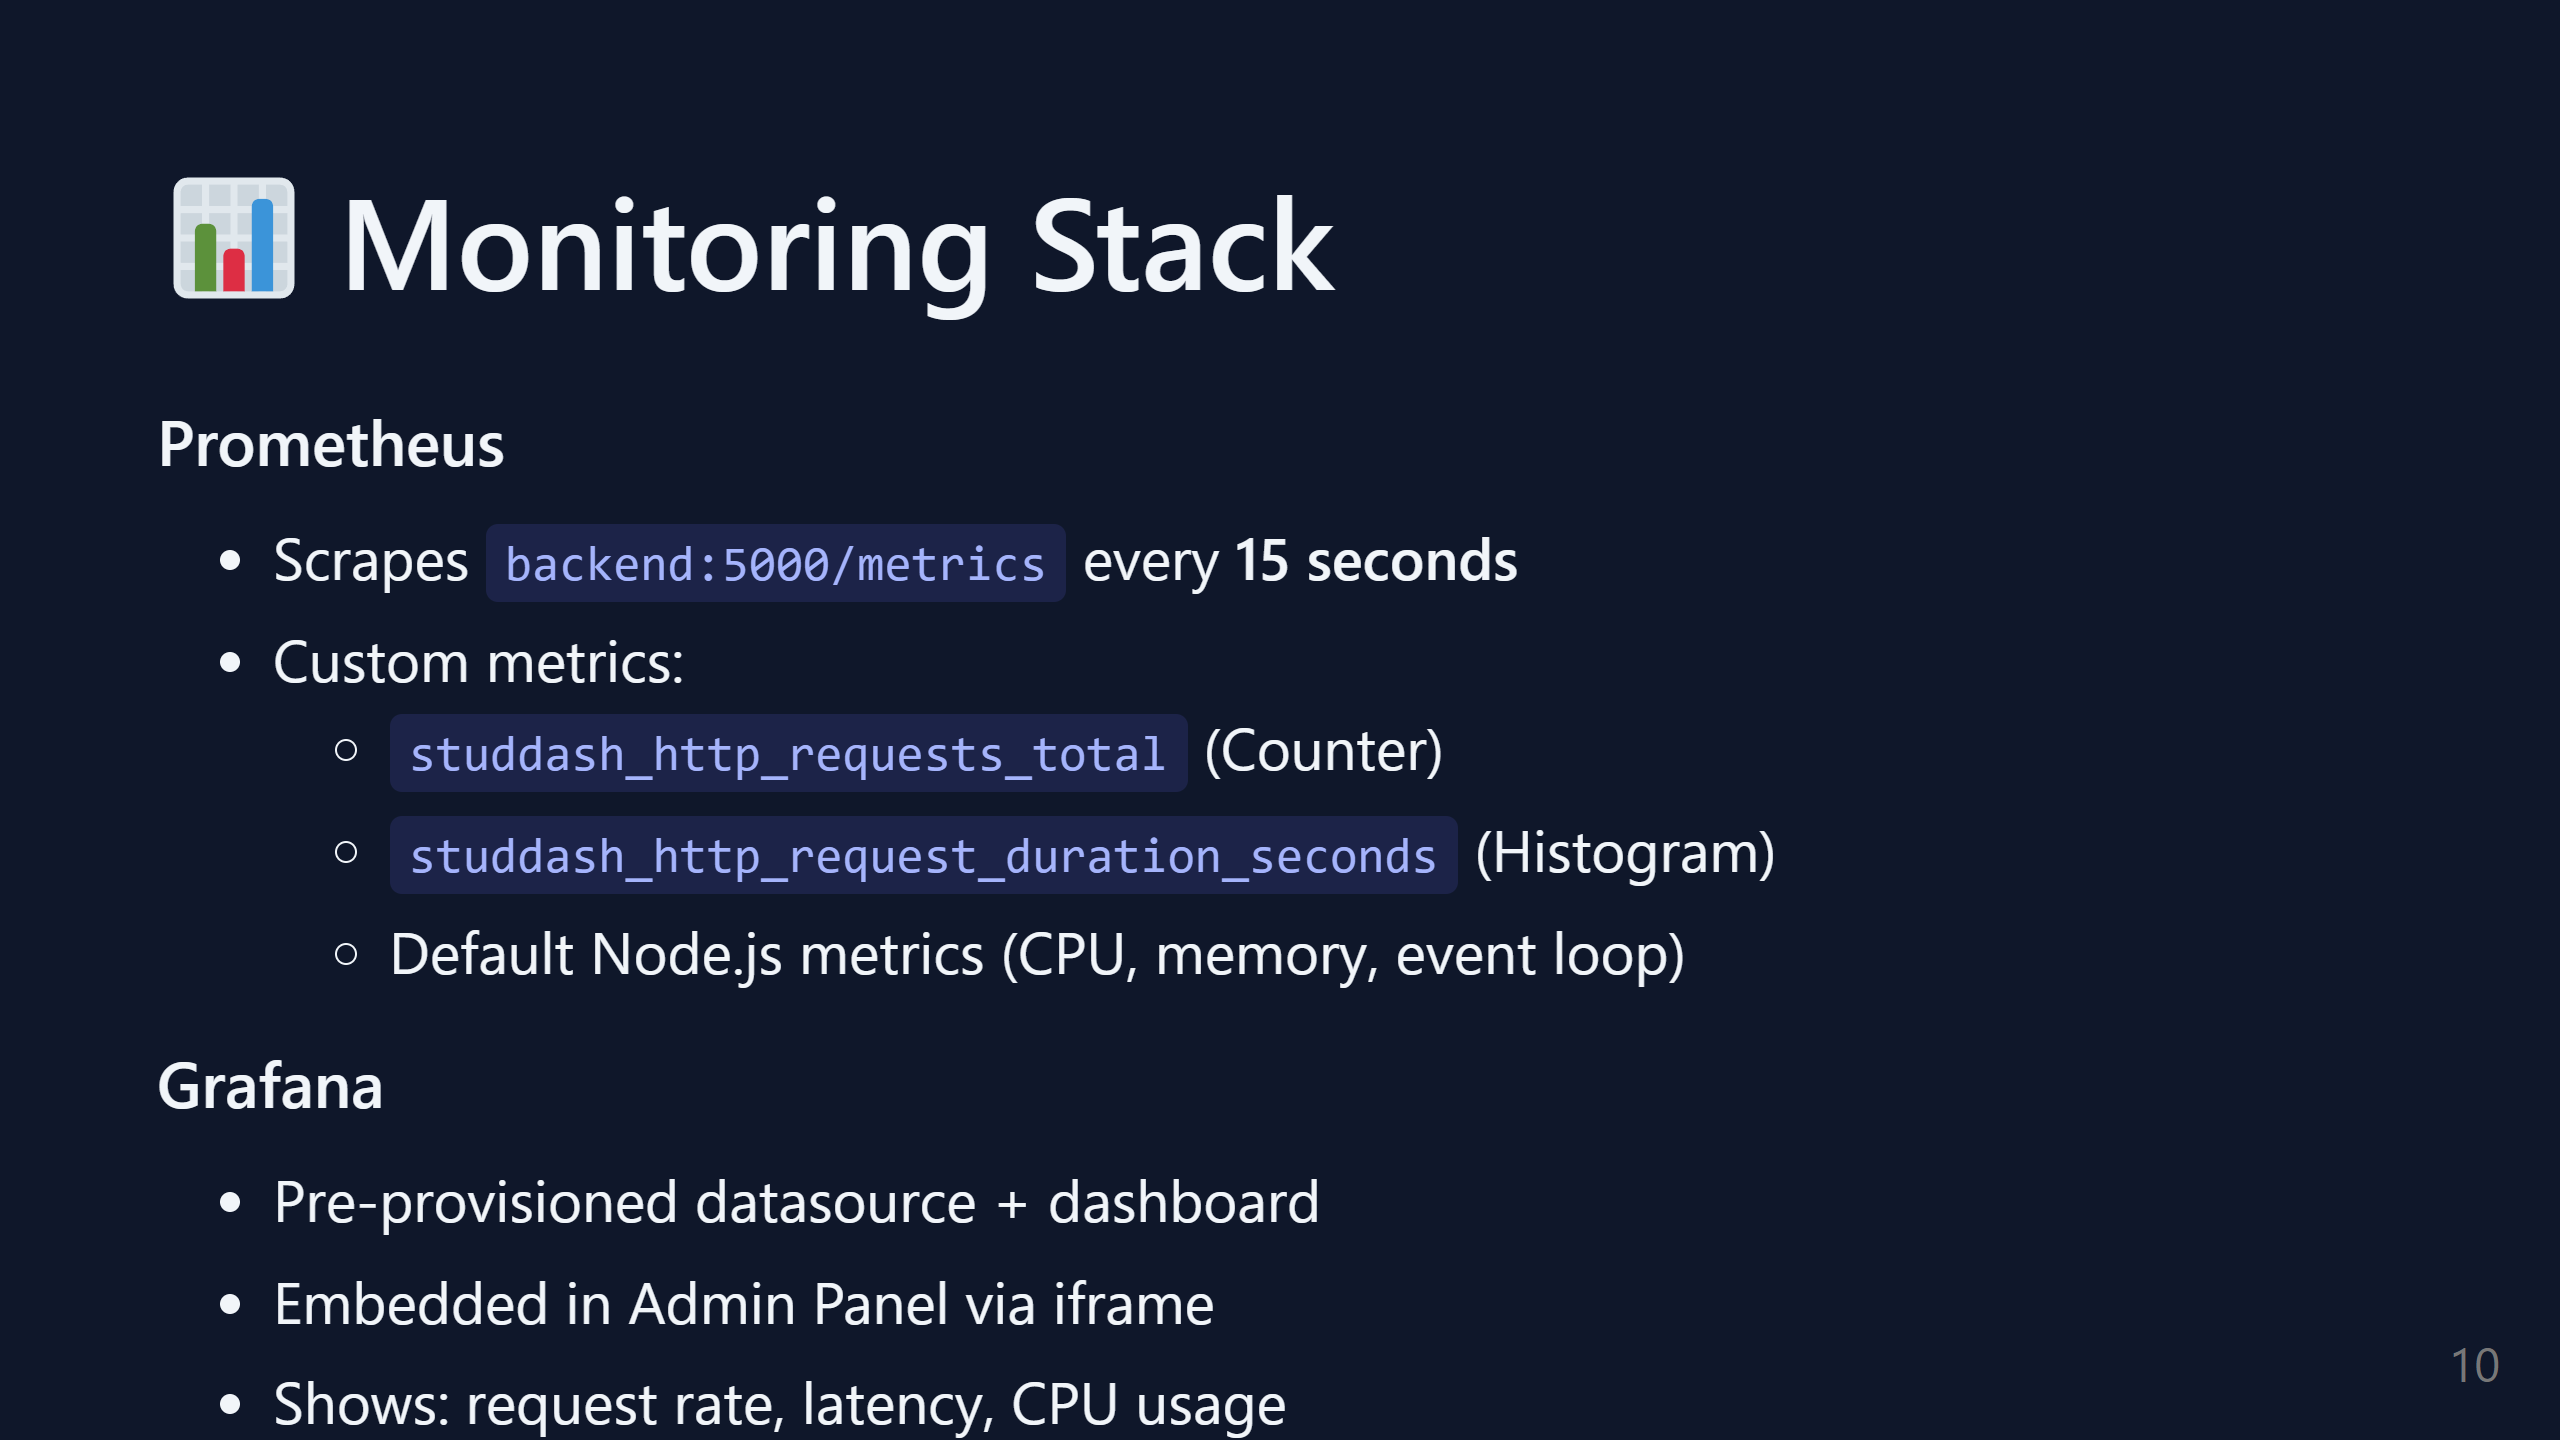 Monitoring Stack
Prometheus
Scrapes backend:5000/metrics every 15 seconds
Custom metrics:
studdash_http_requests_total (Counter)
studdash_http_request_duration_seconds (Histogram)
Default Node.js metrics (CPU, memory, event loop)
Grafana
Pre-provisioned datasource + dashboard
Embedded in Admin Panel via iframe
Shows: request rate, latency, CPU usage
10